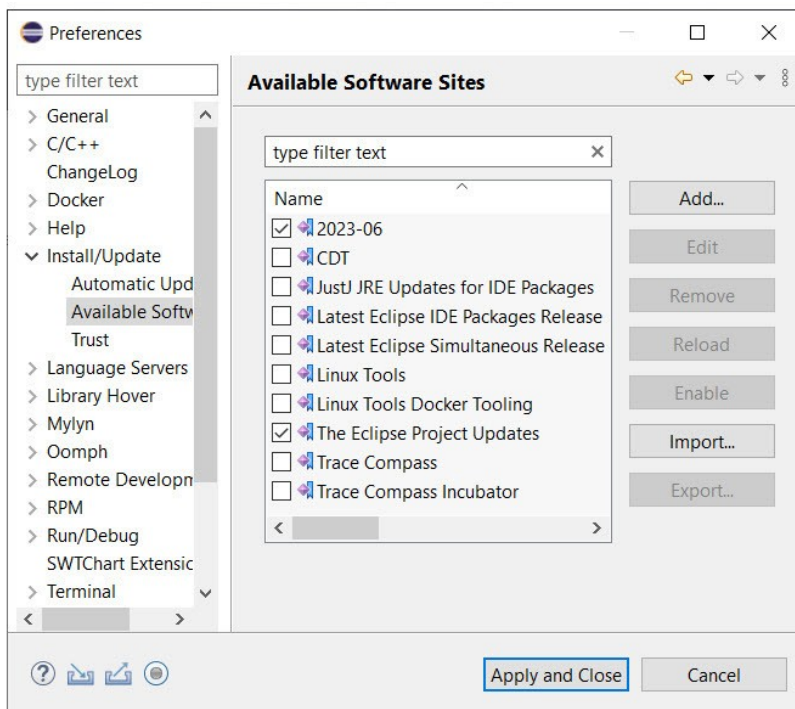 Preferences
type filter text
General
C/C++
ChangeLog
Docker
Help
Install/Update
Automatic Upd
Available Softw
Trust
Language Servers
Library Hover
Mylyn
Oomph
Remote Developm
RPM
Run/Debug
SWTChart Extensic
Terminal
Available Software Sites
type filter text
Name
2023-06
CDT
JustJ JRE Updates for IDE Packages
Latest Eclipse IDE Packages Release
Latest Eclipse Simultaneous Release
Linux Tools
Linux Tools Docker Tooling
The Eclipse Project Updates
Trace Compass
Trace Compass Incubator
Add...
Edit
Remove
Reload
Enable
Import...
Export...
Apply and Close
Cancel